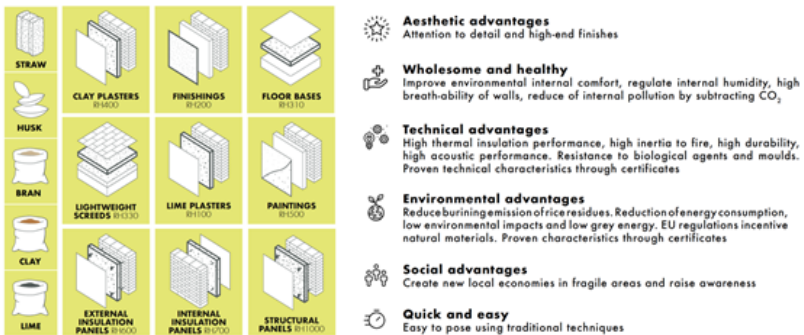 STRAW
HUSK
BRAN
CLAY
LIME
CLAY PLASTERS
RH400
FINISHINGS
RH200
FLOOR BASES
RH310
LIGHTWEIGHT
SCREEDS RH330
LIME PLASTERS
RH100
PAINTINGS
RH500
EXTERNAL
INSULATION
PANELS RH600
INTERNAL
INSULATION
PANELS RH700
STRUCTURAL
PANELS RH1000
Aesthetic advantages
Attention to detail and high-end finishes
Wholesome and healthy
Improve environmental internal comfort, regulate internal humidity, high
breath-ability of walls, reduce of internal pollution by subtracting CO₂
Technical advantages
High thermal insulation performance, high inertia to fire, high durability,
high acoustic performance. Resistance to biological agents and moulds.
Proven technical characteristics through certificates
Environmental advantages
Reduce burining emission of rice residues. Reduction of energy consumption,
low environmental impacts and low grey energy. EU regulations incentive
natural materials. Proven characteristics through certificates
Social advantages
Create new local economies in fragile areas and raise awareness
Quick and easy
Easy to pose using traditional techniques